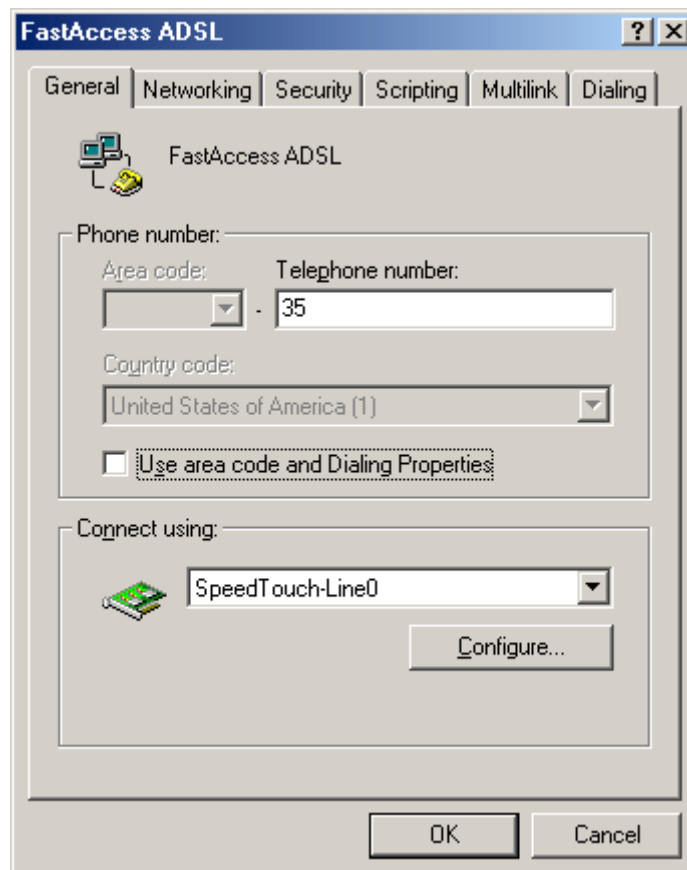 FastAccess ADSL
General Networking Security Scripting Multilink Dialing
FastAccess ADSL
Phone number:
Area code: Telephone number:
- 35
Country code:
United States of America (1)
Use area code and Dialing Properties
Connect using:
SpeedTouch-Line0
Configure...
OK Cancel